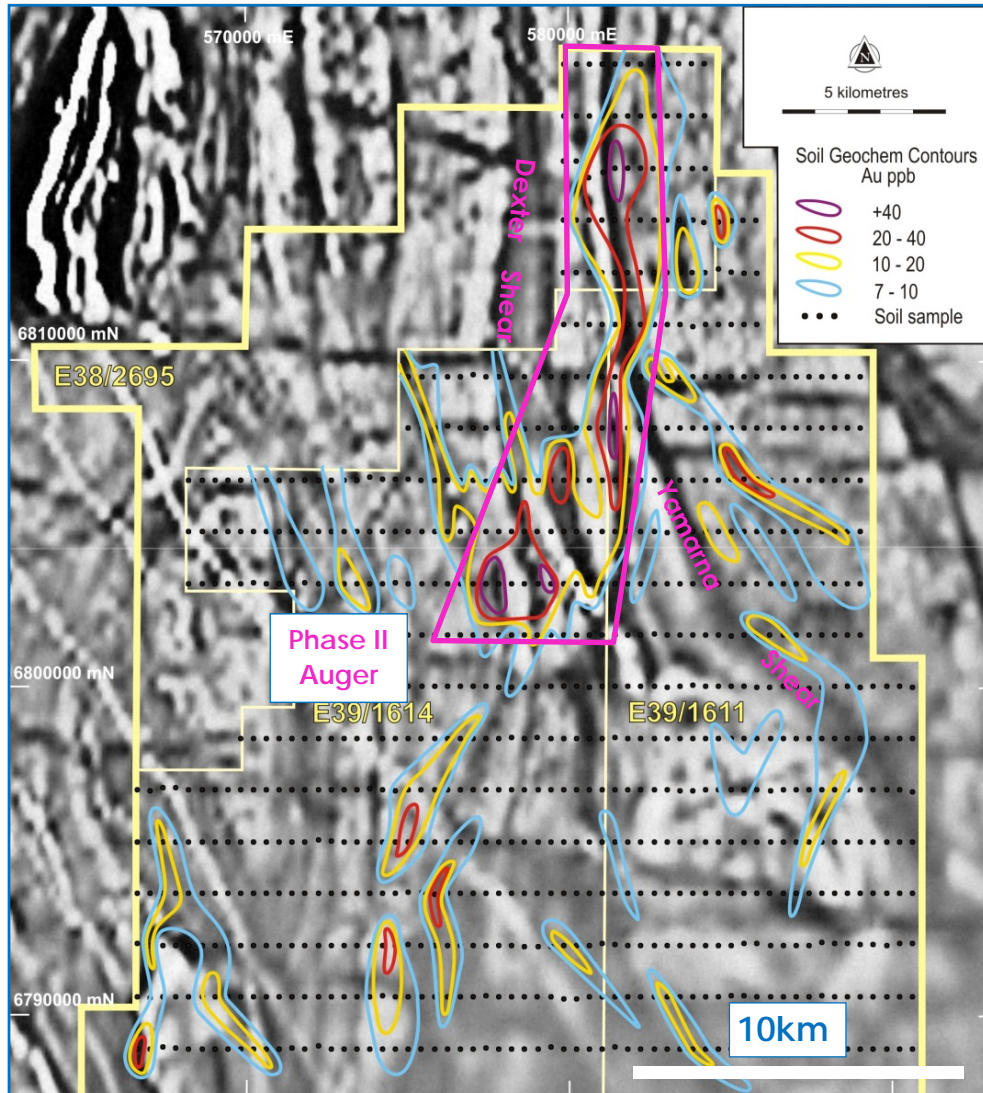 570000 mE
580000 mE
N
5 kilometres
Soil Geochem Contours
Au ppb
+40
20 - 40
10 - 20
7 - 10
Soil sample
Dexter Shear
6810000 mN
E38/2695
Yamarna
Shear
Phase II
Auger
6800000 mN
E39/1614
E39/1611
6790000 mN
10km